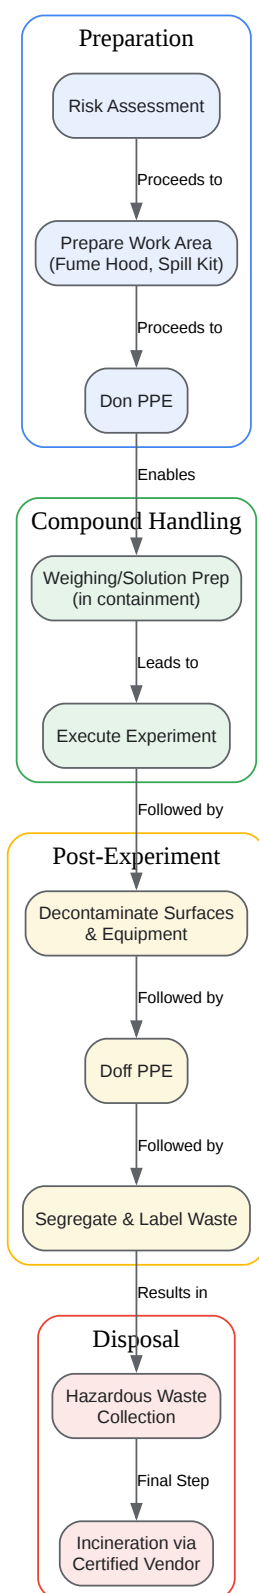 Preparation
Risk Assessment
Proceeds to
Prepare Work Area
(Fume Hood, Spill Kit)
Proceeds to
Don PPE
Enables
Compound Handling
Weighing/Solution Prep
(in containment)
Leads to
Execute Experiment
Followed by
Post-Experiment
Decontaminate Surfaces
& Equipment
Followed by
Doff PPE
Followed by
Segregate & Label Waste
Results in
Disposal
Hazardous Waste
Collection
Final Step
Incineration via
Certified Vendor